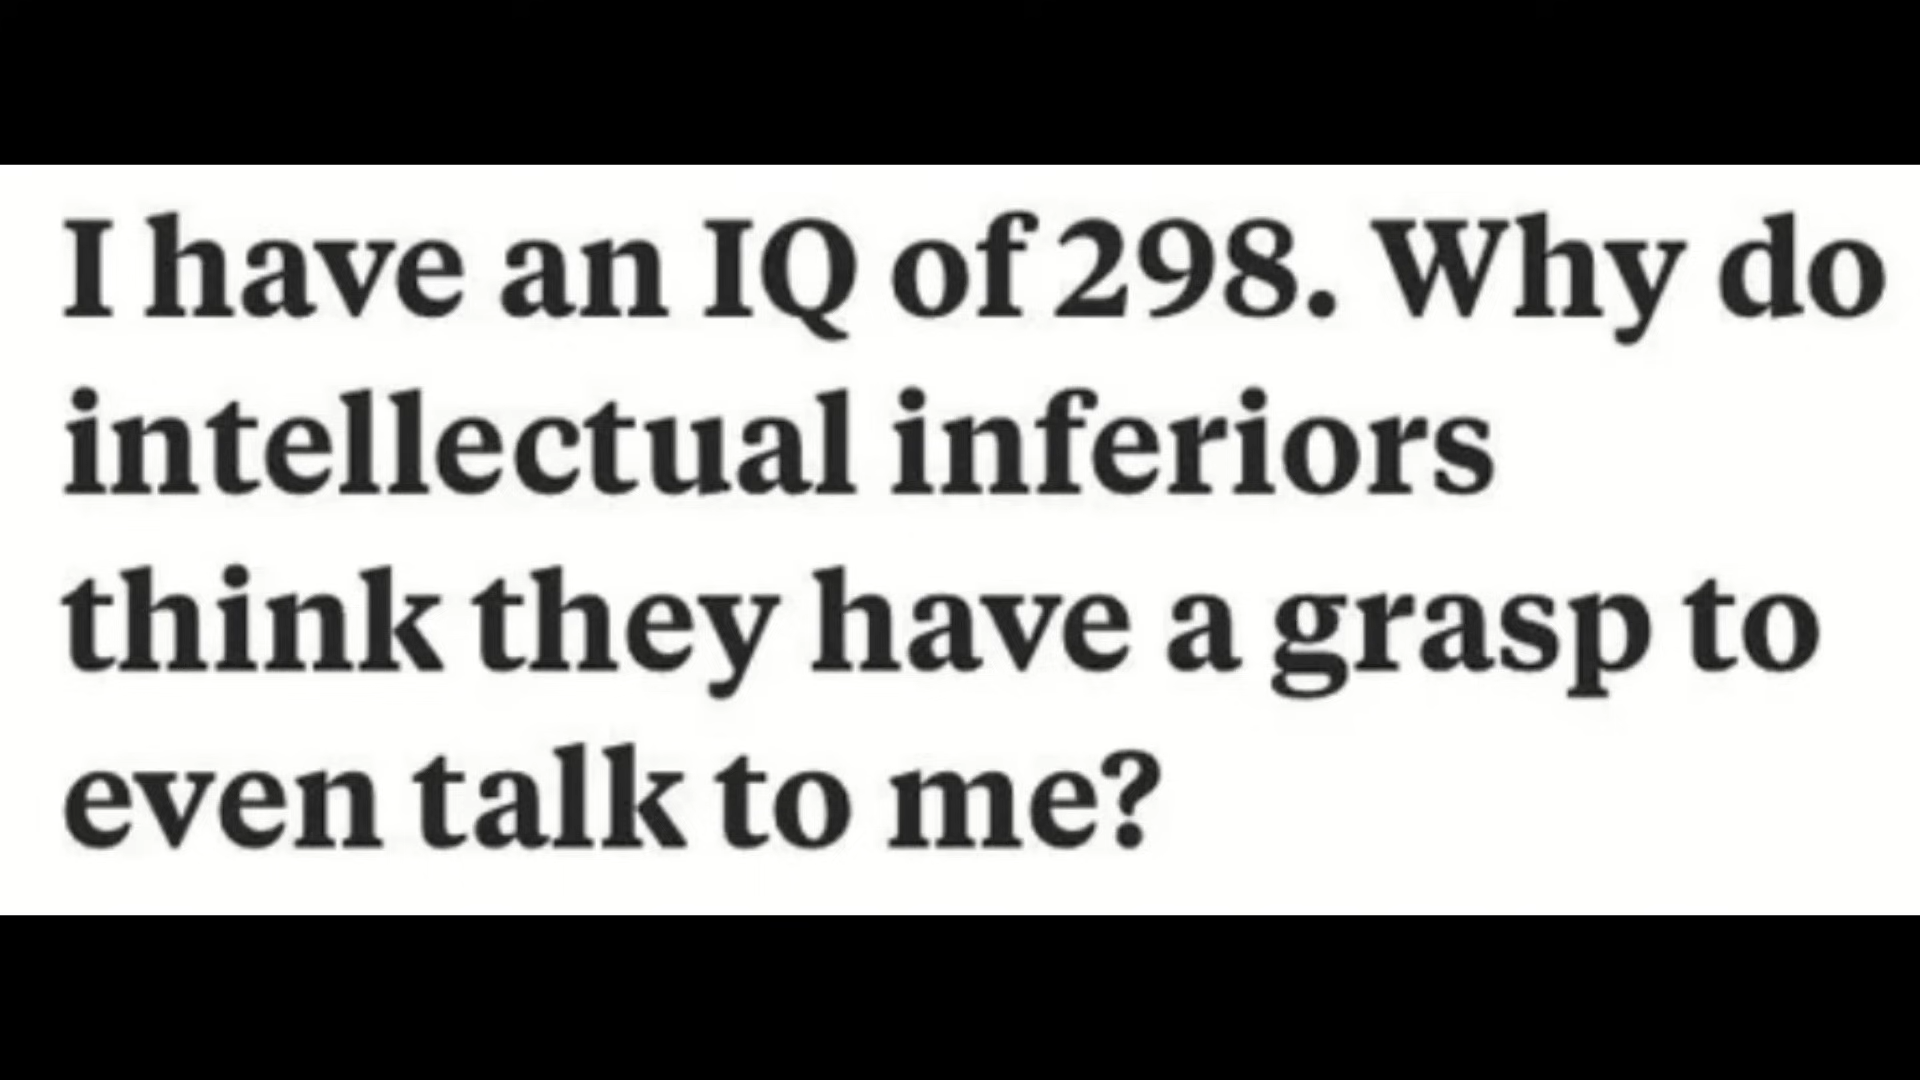 I have an IQ of 298. Why do
intellectual inferiors
think they have a grasp to
even talk to me?